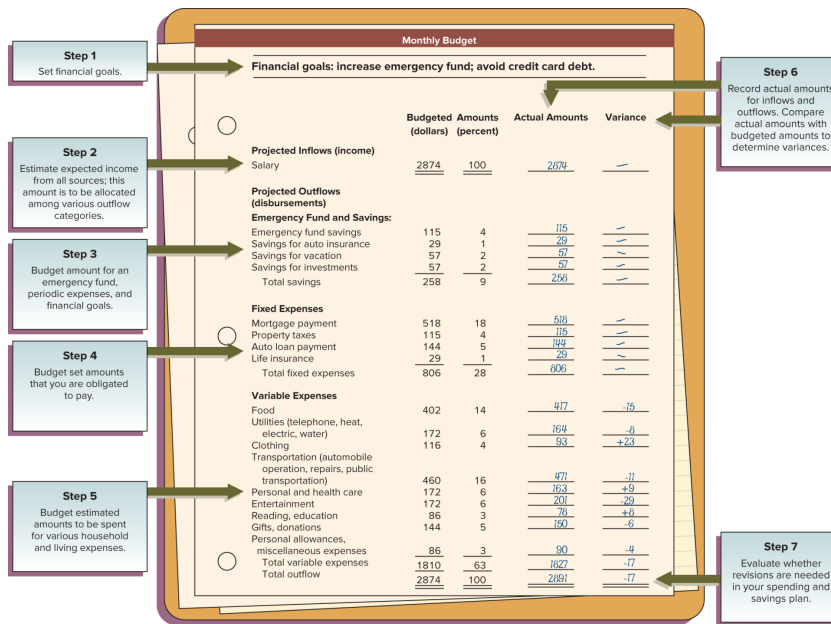 Monthly Budget
Financial goals: increase emergency fund; avoid credit card debt.
Step 1
Set financial goals.
Step 2
Estimate expected income
from all sources; this
amount is to be allocated
among various outflow
categories.
Step 3
Budget amount for an
emergency fund,
periodic expenses, and
financial goals.
Step 4
Budget set amounts
that you are obligated
to pay.
Step 5
Budget estimated
amounts to be spent
for various household
and living expenses.
Budgeted Amounts Actual Amounts Variance
(dollars) (percent)
Projected Inflows (income)
Salary 2874 100 2874 –
Projected Outflows
(disbursements)
Emergency Fund and Savings:
Emergency fund savings 115 4 115 –
Savings for auto insurance 29 1 29 –
Savings for vacation 57 2 57 –
Savings for investments 57 2 57 –
Total savings 258 9 258 –
Fixed Expenses
Mortgage payment 518 18 518 –
Property taxes 115 4 115 –
Auto loan payment 144 5 144 –
Life insurance 29 1 29 –
Total fixed expenses 806 28 806 –
Variable Expenses
Food 402 14 417 -15
Utilities (telephone, heat,
electric, water) 172 6 164 -8
Clothing 116 4 93 +23
Transportation (automobile
operation, repairs, public
transportation) 460 16 471 -11
Personal and health care 172 6 163 +9
Entertainment 172 6 201 -29
Reading, education 86 3 78 +8
Gifts, donations 144 5 150 -6
Personal allowances,
miscellaneous expenses 86 3 90 -4
Total variable expenses 1810 63 1827 -17
Total outflow 2874 100 2891 -17
Step 6
Record actual amounts
for inflows and
outflows. Compare
actual amounts with
budgeted amounts to
determine variances.
Step 7
Evaluate whether
revisions are needed
in your spending and
savings plan.